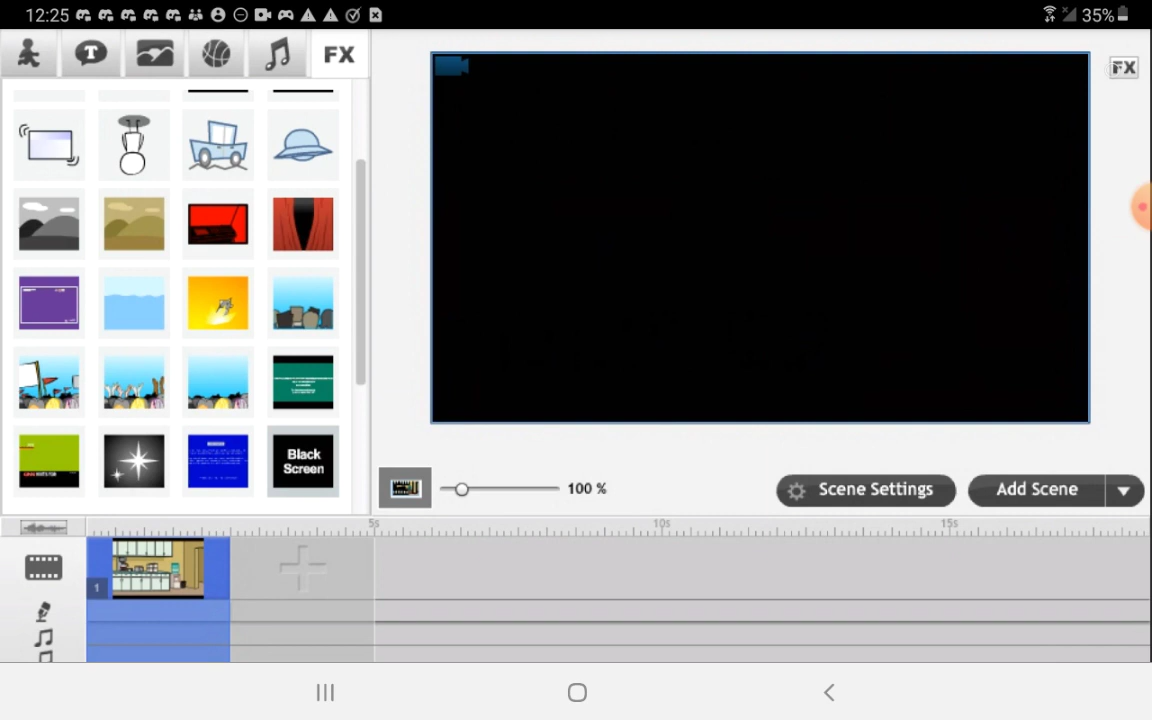 12:25
35%
T
FX
FX
Black
Screen
100 %
Scene Settings
Add Scene
5s
10s
15s
1